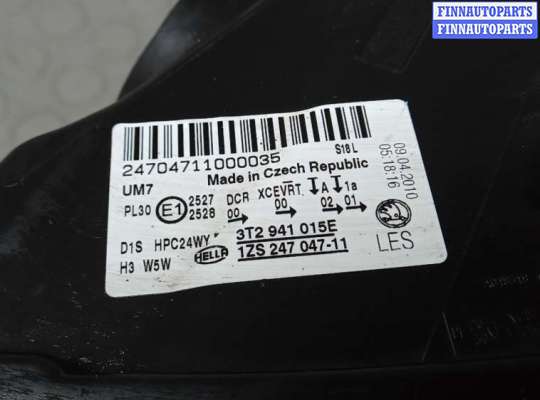 FINNAUTOPARTS
FINNAUTOPARTS
24704711000035
S18L
Made in Czech Republic
UM7
PL30 E1 2527 DCR XCEVRT A 1a
2528 00 00 02 01
D1S HPC24WY
H3 W5W
HELLA
3T2 941 015E
1ZS 247 047-11
LES
09.04.2010
05:18:16